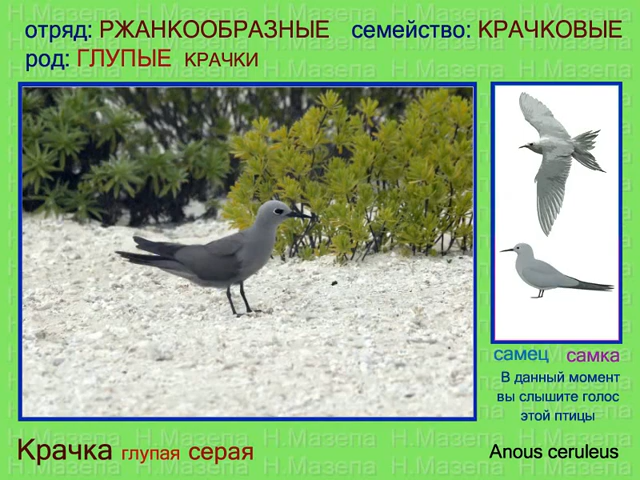 отряд: РЖАНКООБРАЗНЫЕ семейство: КРАЧКОВЫЕ
род: ГЛУПЫЕ КРАЧКИ
самец самка
В данный момент
вы слышите голос
этой птицы
Крачка глупая серая
Anous ceruleus
Н.Мазепа